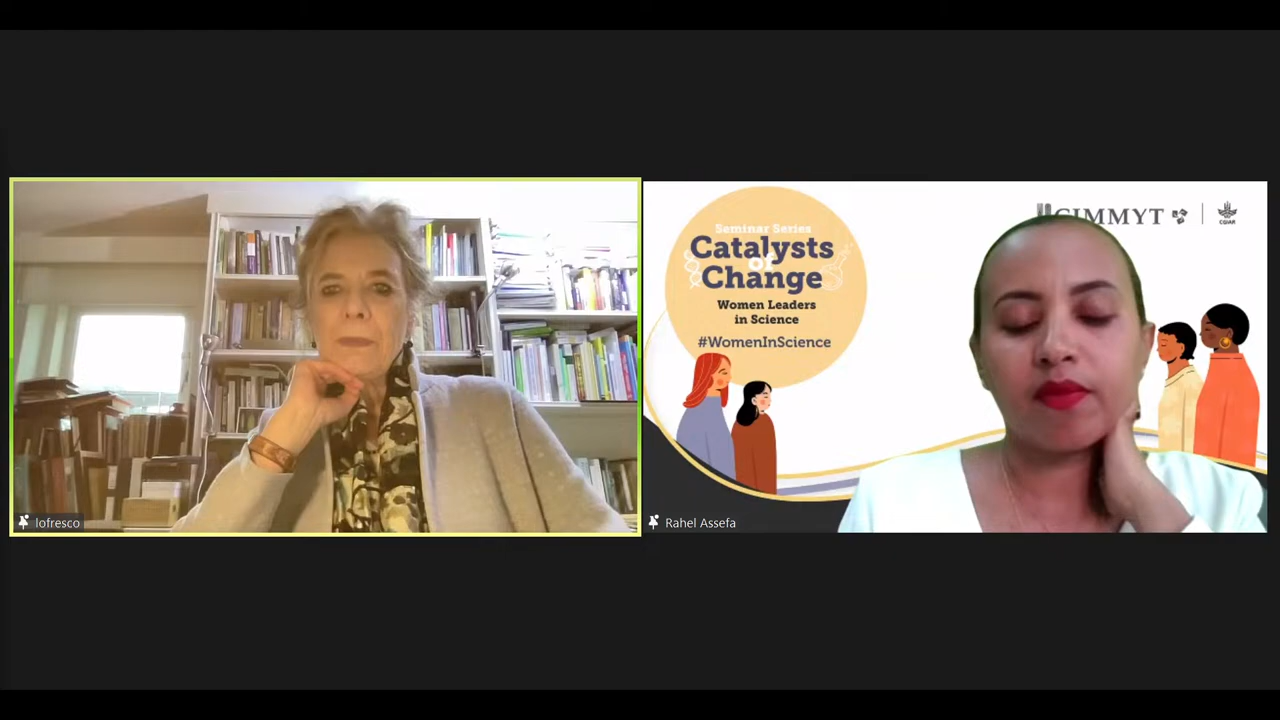 lofresco
Seminar Series
Catalysts
of
Change
Women Leaders
in Science
#WomenInScience
CIMMYT
CGIAR
Rahel Assefa